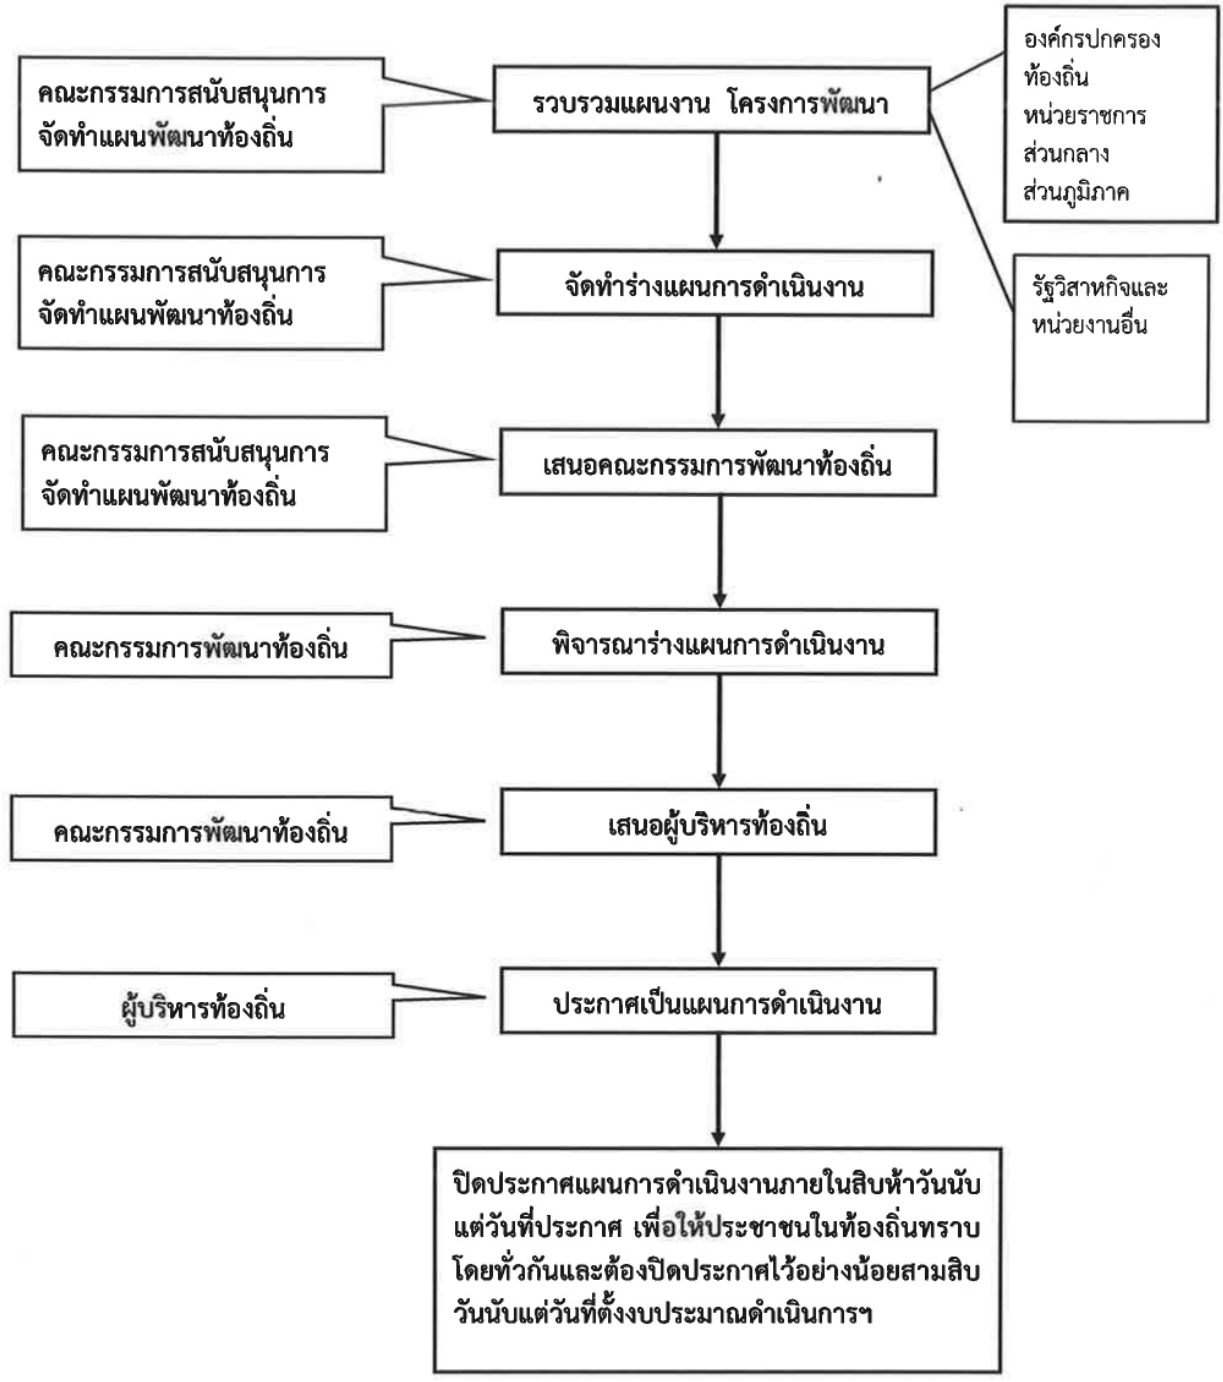 คณะกรรมการสนับสนุนการ
จัดทำแผนพัฒนาท้องถิ่น
รวบรวมแผนงาน โครงการพัฒนา
องค์กรปกครอง
ท้องถิ่น
หน่วยราชการ
ส่วนกลาง
ส่วนภูมิภาค
คณะกรรมการสนับสนุนการ
จัดทำแผนพัฒนาท้องถิ่น
จัดทำร่างแผนการดำเนินงาน
รัฐวิสาหกิจและ
หน่วยงานอื่น
คณะกรรมการสนับสนุนการ
จัดทำแผนพัฒนาท้องถิ่น
เสนอคณะกรรมการพัฒนาท้องถิ่น
คณะกรรมการพัฒนาท้องถิ่น
พิจารณาร่างแผนการดำเนินงาน
คณะกรรมการพัฒนาท้องถิ่น
เสนอผู้บริหารท้องถิ่น
ผู้บริหารท้องถิ่น
ประกาศเป็นแผนการดำเนินงาน
ปิดประกาศแผนการดำเนินงานภายในสิบห้าวันนับ
แต่วันที่ประกาศ เพื่อให้ประชาชนในท้องถิ่นทราบ
โดยทั่วกันและต้องปิดประกาศไว้อย่างน้อยสามสิบ
วันนับแต่วันที่ตั้งงบประมาณดำเนินการฯ